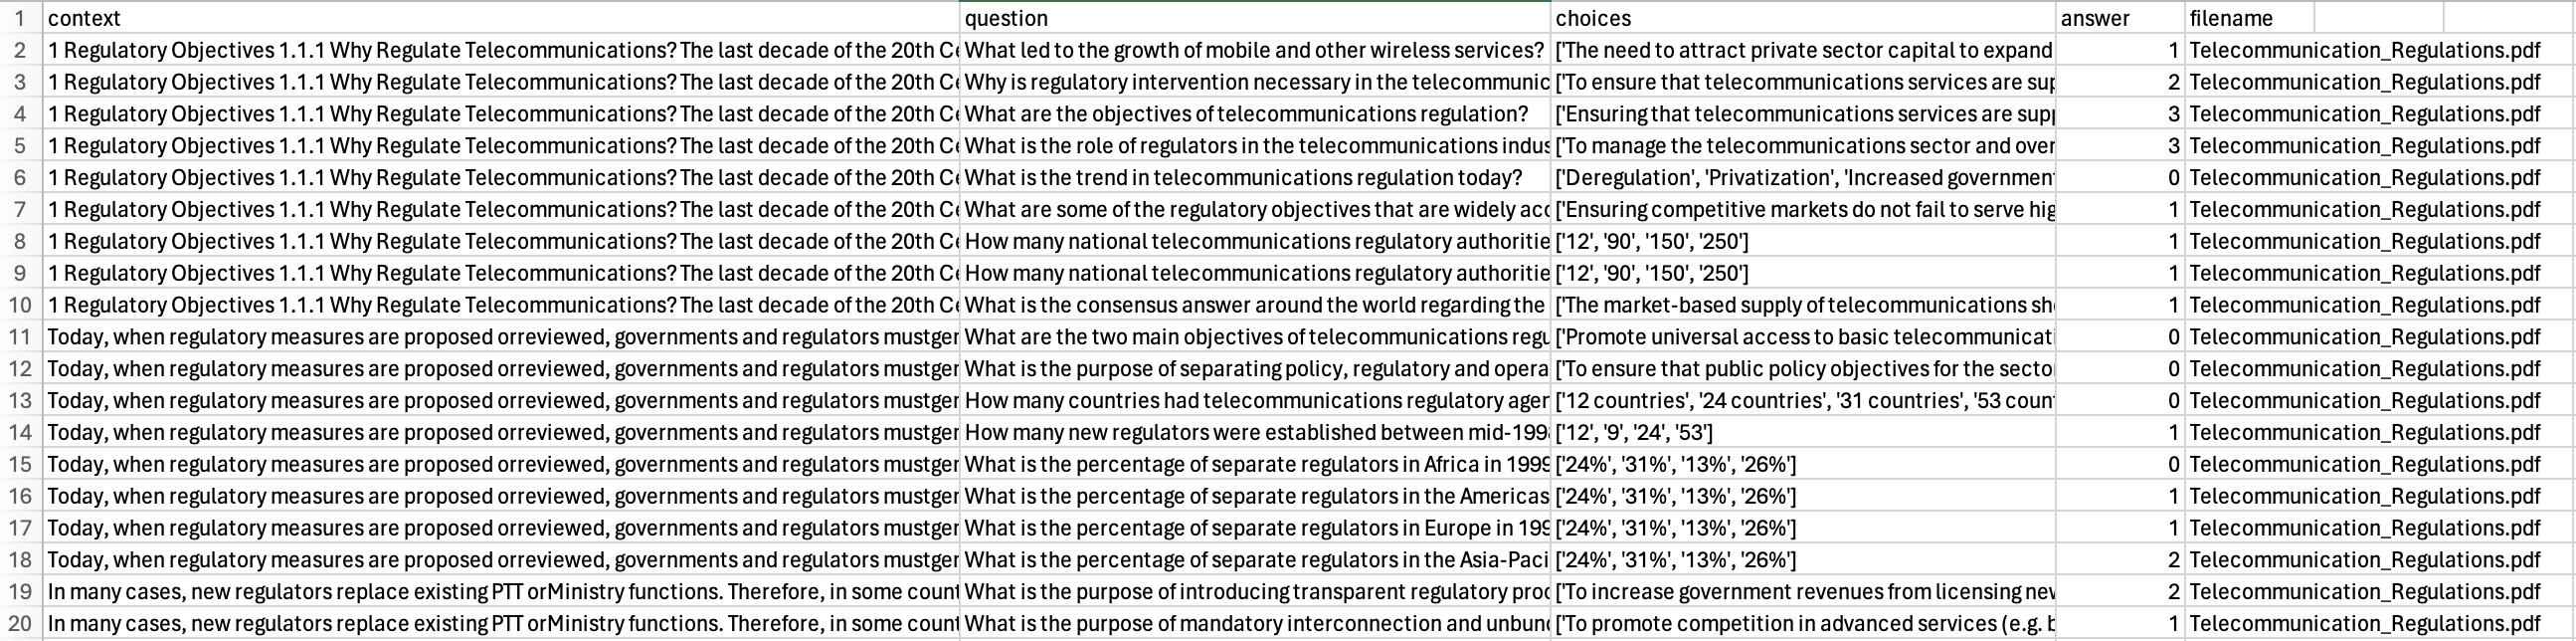 1 context question choices answer filename
2 1 Regulatory Objectives 1.1.1 Why Regulate Telecommunications? The last decade of the 20th Ce What led to the growth of mobile and other wireless services? ['The need to attract private sector capital to expand 1 Telecommunication_Regulations.pdf
3 1 Regulatory Objectives 1.1.1 Why Regulate Telecommunications? The last decade of the 20th Ce Why is regulatory intervention necessary in the telecommunic ['To ensure that telecommunications services are sup 2 Telecommunication_Regulations.pdf
4 1 Regulatory Objectives 1.1.1 Why Regulate Telecommunications? The last decade of the 20th Ce What are the objectives of telecommunications regulation? ['Ensuring that telecommunications services are supp 3 Telecommunication_Regulations.pdf
5 1 Regulatory Objectives 1.1.1 Why Regulate Telecommunications? The last decade of the 20th Ce What is the role of regulators in the telecommunications indus ['To manage the telecommunications sector and over 3 Telecommunication_Regulations.pdf
6 1 Regulatory Objectives 1.1.1 Why Regulate Telecommunications? The last decade of the 20th Ce What is the trend in telecommunications regulation today? ['Deregulation', 'Privatization', 'Increased government 0 Telecommunication_Regulations.pdf
7 1 Regulatory Objectives 1.1.1 Why Regulate Telecommunications? The last decade of the 20th Ce What are some of the regulatory objectives that are widely acc ['Ensuring competitive markets do not fail to serve hig 1 Telecommunication_Regulations.pdf
8 1 Regulatory Objectives 1.1.1 Why Regulate Telecommunications? The last decade of the 20th Ce How many national telecommunications regulatory authoritie ['12', '90', '150', '250'] 1 Telecommunication_Regulations.pdf
9 1 Regulatory Objectives 1.1.1 Why Regulate Telecommunications? The last decade of the 20th Ce How many national telecommunications regulatory authoritie ['12', '90', '150', '250'] 1 Telecommunication_Regulations.pdf
10 1 Regulatory Objectives 1.1.1 Why Regulate Telecommunications? The last decade of the 20th Ce What is the consensus answer around the world regarding the ['The market-based supply of telecommunications sho 1 Telecommunication_Regulations.pdf
11 Today, when regulatory measures are proposed orreviewed, governments and regulators mustger What are the two main objectives of telecommunications regu ['Promote universal access to basic telecommunicati 0 Telecommunication_Regulations.pdf
12 Today, when regulatory measures are proposed orreviewed, governments and regulators mustger What is the purpose of separating policy, regulatory and opera ['To ensure that public policy objectives for the secto 0 Telecommunication_Regulations.pdf
13 Today, when regulatory measures are proposed orreviewed, governments and regulators mustger How many countries had telecommunications regulatory agen ['12 countries', '24 countries', '31 countries', '53 coun 0 Telecommunication_Regulations.pdf
14 Today, when regulatory measures are proposed orreviewed, governments and regulators mustger How many new regulators were established between mid-1998 ['12', '9', '24', '53'] 1 Telecommunication_Regulations.pdf
15 Today, when regulatory measures are proposed orreviewed, governments and regulators mustger What is the percentage of separate regulators in Africa in 1999 ['24%', '31%', '13%', '26%'] 0 Telecommunication_Regulations.pdf
16 Today, when regulatory measures are proposed orreviewed, governments and regulators mustger What is the percentage of separate regulators in the Americas ['24%', '31%', '13%', '26%'] 1 Telecommunication_Regulations.pdf
17 Today, when regulatory measures are proposed orreviewed, governments and regulators mustger What is the percentage of separate regulators in Europe in 199 ['24%', '31%', '13%', '26%'] 1 Telecommunication_Regulations.pdf
18 Today, when regulatory measures are proposed orreviewed, governments and regulators mustger What is the percentage of separate regulators in the Asia-Paci ['24%', '31%', '13%', '26%'] 2 Telecommunication_Regulations.pdf
19 In many cases, new regulators replace existing PTT orMinistry functions. Therefore, in some count What is the purpose of introducing transparent regulatory proc ['To increase government revenues from licensing new 2 Telecommunication_Regulations.pdf
20 In many cases, new regulators replace existing PTT orMinistry functions. Therefore, in some count What is the purpose of mandatory interconnection and unbun ['To promote competition in advanced services (e.g. b 1 Telecommunication_Regulations.pdf